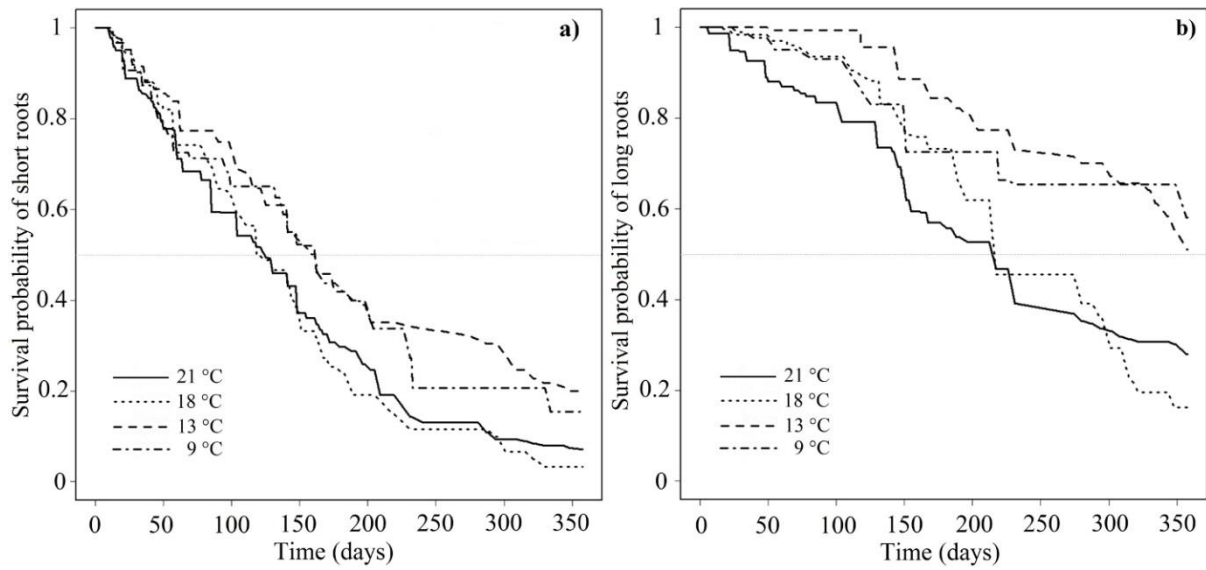 a)
Survival probability of short roots
1
0.8
0.6
0.4
0.2
0
21 °C
18 °C
13 °C
9 °C
0 50 100 150 200 250 300 350
Time (days)
b)
Survival probability of long roots
1
0.8
0.6
0.4
0.2
0
21 °C
18 °C
13 °C
9 °C
0 50 100 150 200 250 300 350
Time (days)